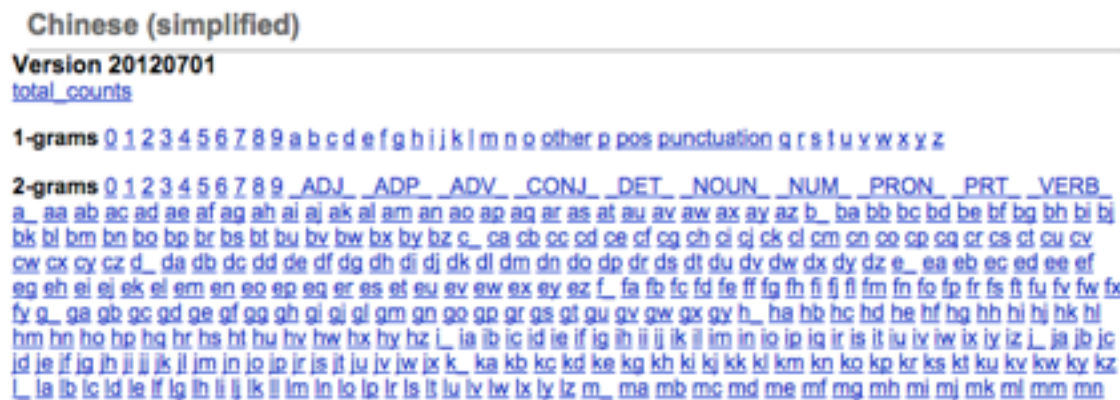 Chinese (simplified)
Version 20120701
total_counts
1-grams 0 1 2 3 4 5 6 7 8 9 a b c d e f g h i j k l m n o other p pos punctuation q r s t u v w x y z
2-grams 0 1 2 3 4 5 6 7 8 9 _ADJ_ _ADP_ _ADV_ _CONJ_ _DET_ _NOUN_ _NUM_ _PRON_ _PRT_ _VERB_
a_ aa ab ac ad ae af ag ah ai aj ak al am an ao ap aq ar as at au av aw ax ay az b_ ba bb bc bd be bf bg bh bi bj
bk bl bm bn bo bp br bs bt bu bv bw bx by bz c_ ca cb cc cd ce cf cg ch ci cj ck cl cm cn co cp cq cr cs ct cu cv
cw cx cy cz d_ da db dc dd de df dg dh di dj dk dl dm dn do dp dr ds dt du dv dw dx dy dz e_ ea eb ec ed ee ef
eg eh ei ej ek el em en eo ep eq er es et eu ev ew ex ey ez f_ fa fb fc fd fe ff fg fh fi fj fl fm fn fo fp fr fs ft fu fv fw fx
fy g_ ga gb gc gd ge gf gg gh gi gj gl gm gn go gp gr gs gt gu gv gw gx gy h_ ha hb hc hd he hf hg hh hi hj hk hl
hm hn ho hp hq hr hs ht hu hv hw hx hy hz i_ ia ib ic id ie if ig ih ii ij ik il im in io ip iq ir is it iu iv iw ix iy iz j_ ja jb jc
jd je jf jg jh ji jj jk jl jm jn jo jp jr js jt ju jv jw jx k_ ka kb kc kd ke kg kh ki kj kk kl km kn ko kp kr ks kt ku kv kw ky kz
l_ la lb lc ld le lf lg lh li lj lk ll lm ln lo lp lr ls lt lu lv lw lx ly lz m_ ma mb mc md me mf mg mh mi mj mk ml mm mn